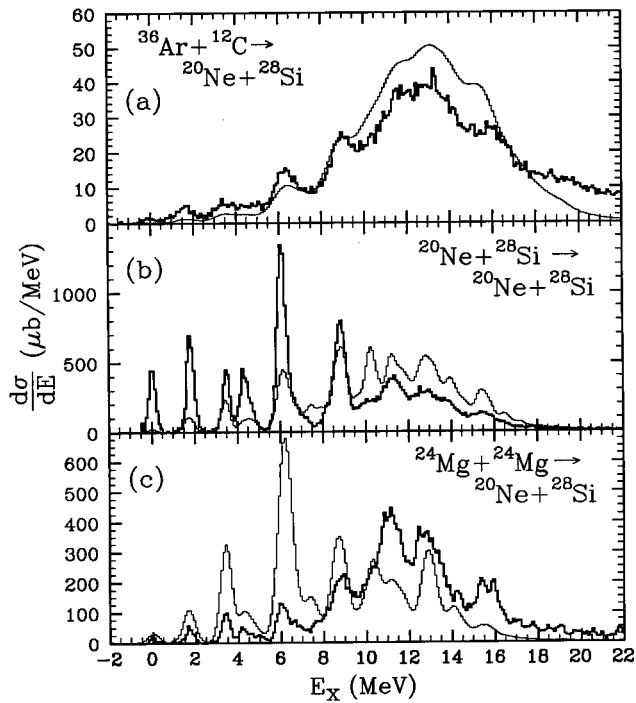 60
50
40
30
20
10
0
³⁶Ar+¹²C→
²⁰Ne+²⁸Si
(a)
1000
500
0
(b)
²⁰Ne+²⁸Si →
²⁰Ne+²⁸Si
dσ/dE (μb/MeV)
600
500
400
300
200
100
0
(c)
²⁴Mg+²⁴Mg→
²⁰Ne+²⁸Si
-2 0 2 4 6 8 10 12 14 16 18 20 22
E_X (MeV)